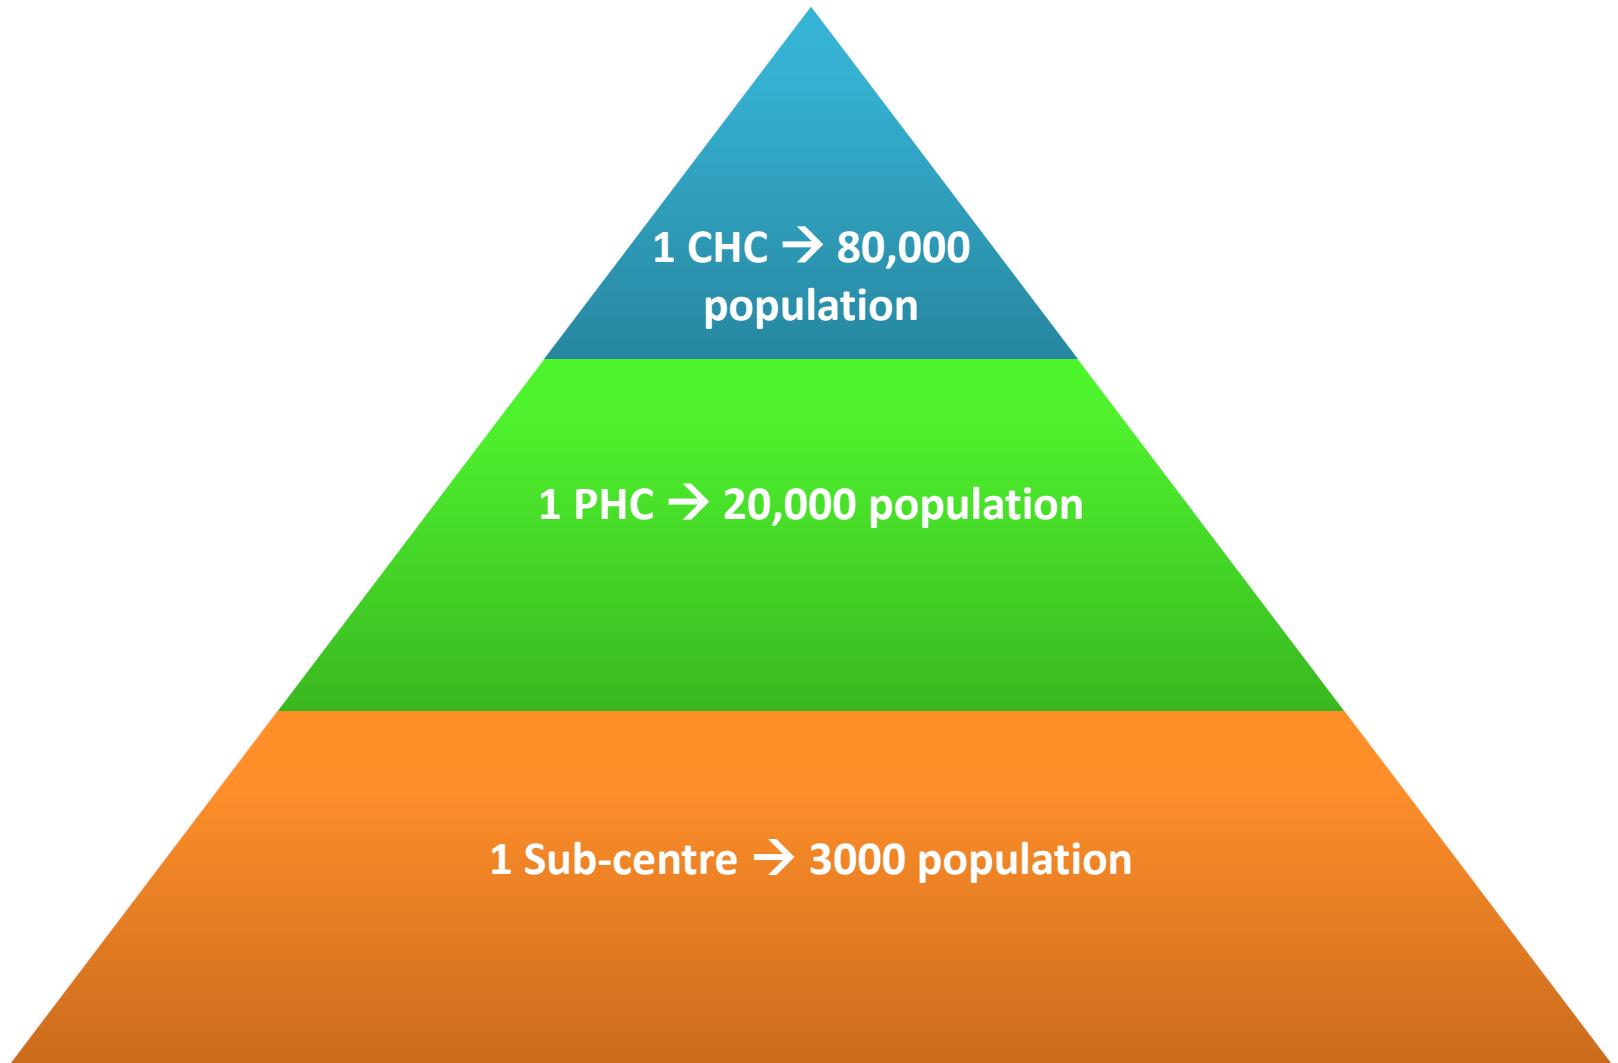 1 CHC → 80,000
population
1 PHC → 20,000 population
1 Sub-centre → 3000 population